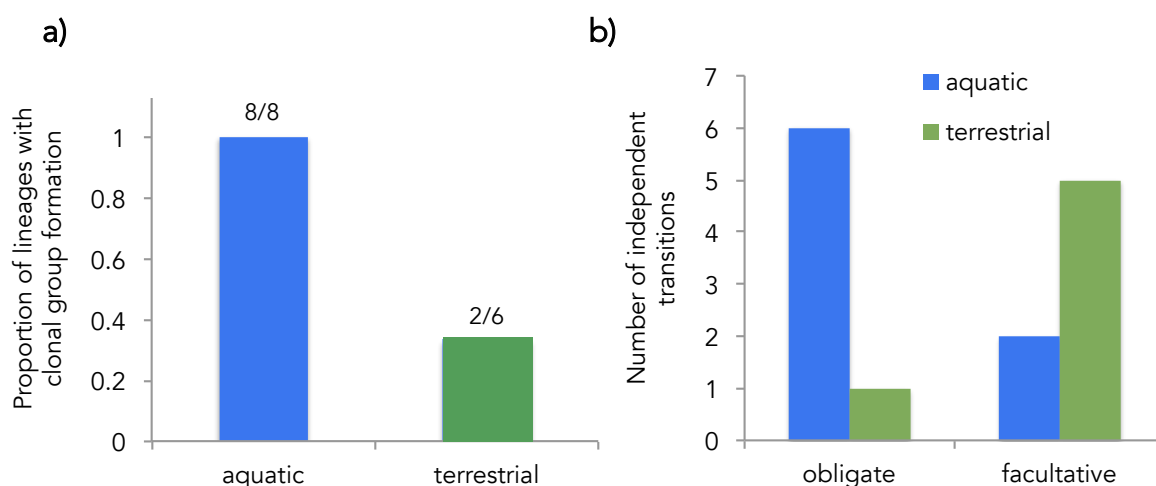 a)
Proportion of lineages with
clonal group formation
1
0.8
0.6
0.4
0.2
0
8/8
2/6
aquatic
terrestrial
b)
Number of independent
transitions
7
6
5
4
3
2
1
0
aquatic
terrestrial
obligate
facultative